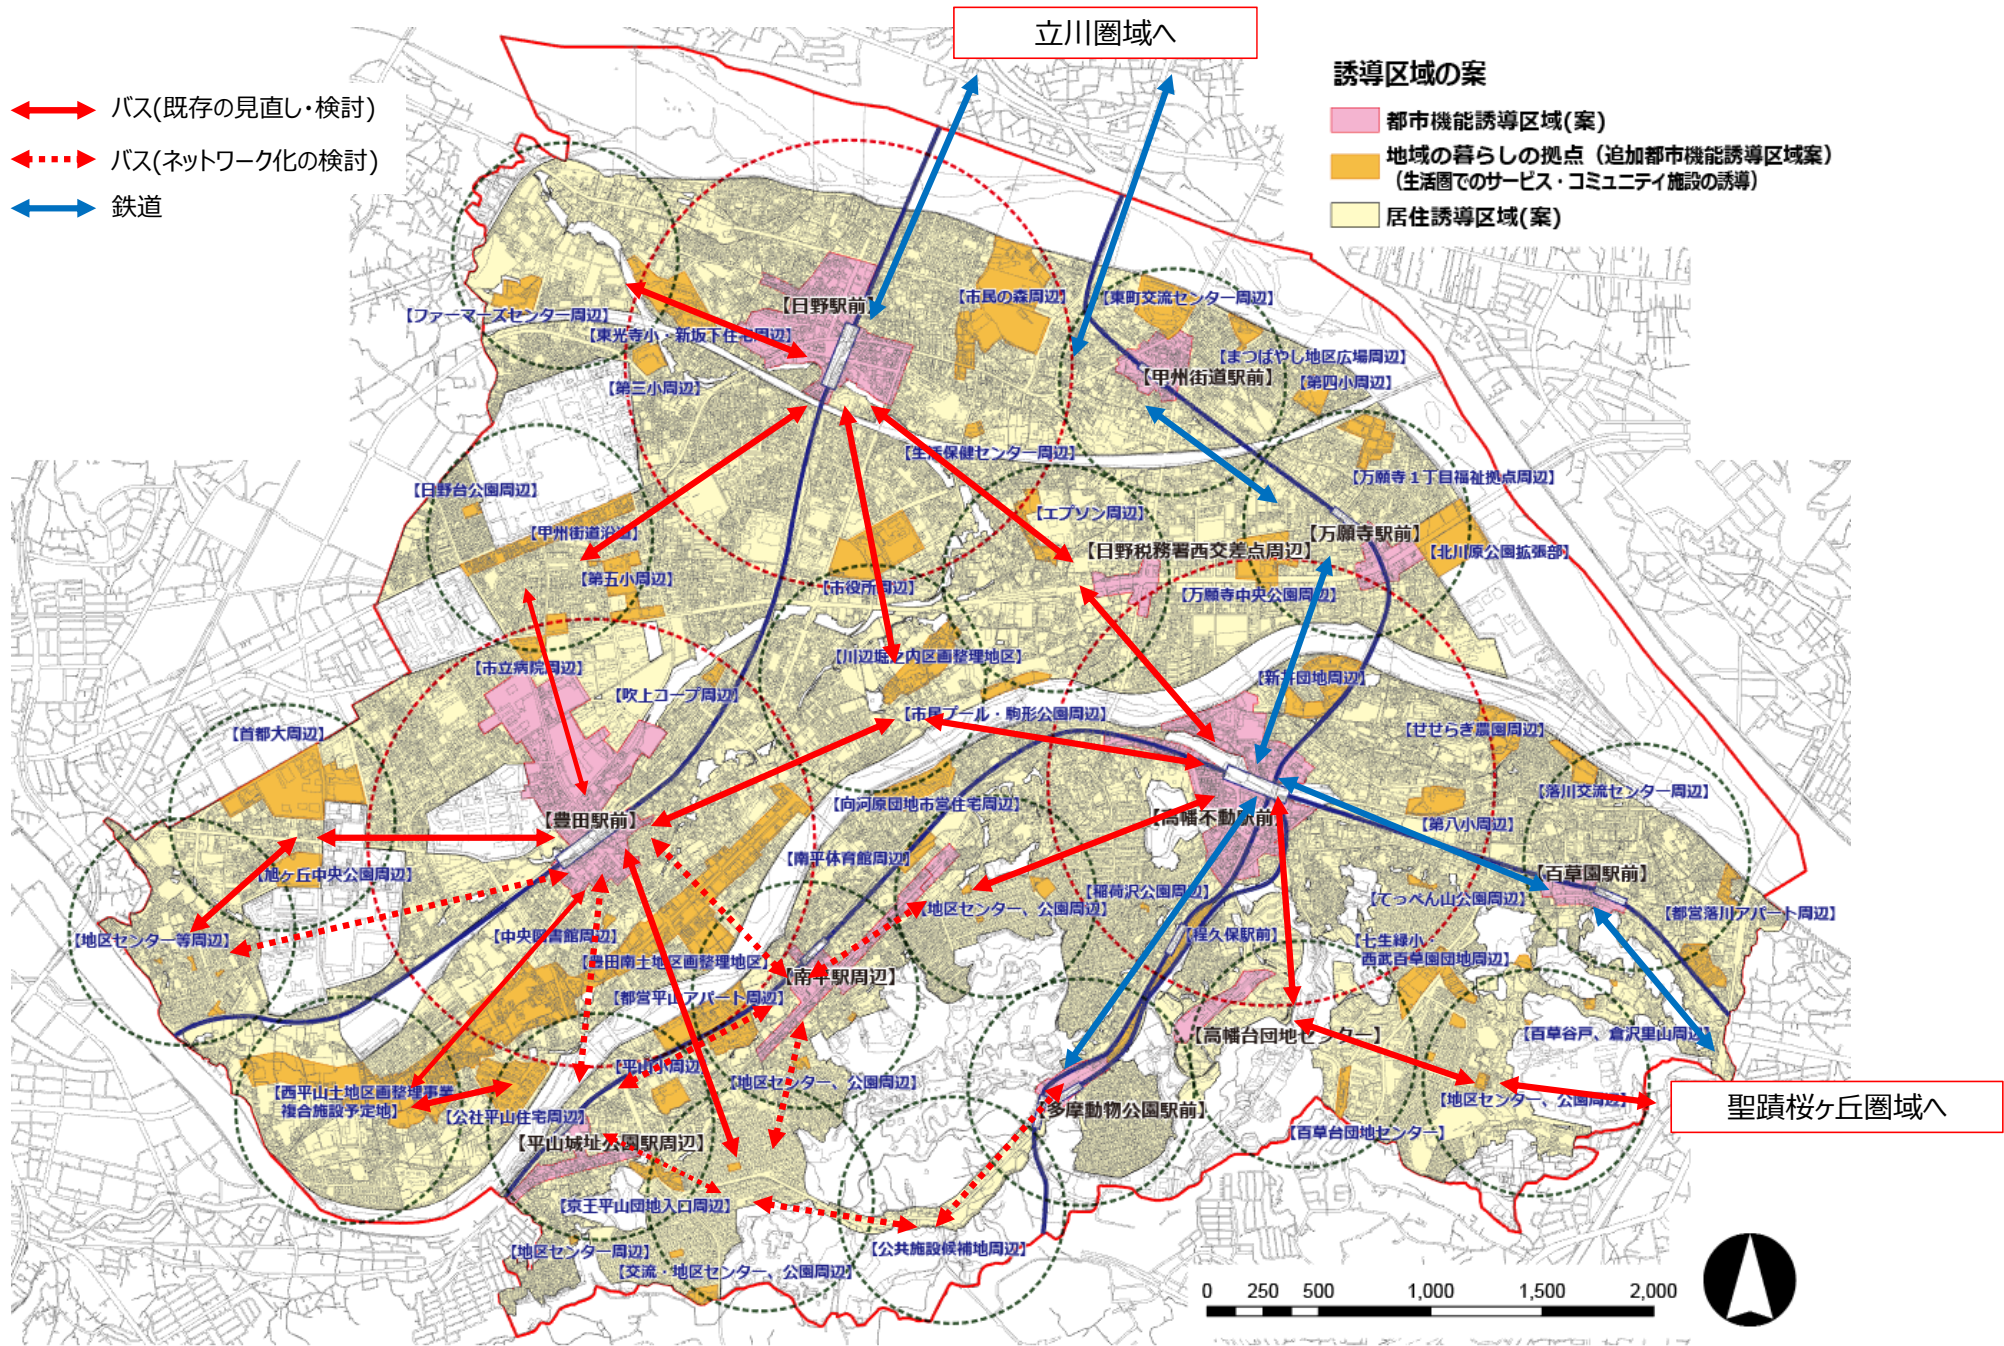 立川圏域へ
誘導区域の案
バス(既存の見直し・検討)
バス(ネットワーク化の検討)
鉄道
都市機能誘導区域(案)
地域の暮らしの拠点（追加都市機能誘導区域案）
（生活圏でのサービス・コミュニティ施設の誘導）
居住誘導区域(案)
【日野駅前】
【市民の森周辺】
【東町交流センター周辺】
【ファーマーズセンター周辺】
【東光寺小・新坂下住宅周辺】
【まつばやし地区広場周辺】
【甲州街道駅前】
【第四小周辺】
【第三小周辺】
【生活保健センター周辺】
【万願寺１丁目福祉拠点周辺】
【日野台公園周辺】
【エプソン周辺】
【甲州街道沿道】
【万願寺駅前】
【日野税務署西交差点周辺】
【北川原公園拡張部】
【第五小周辺】
【市役所周辺】
【万願寺中央公園周辺】
【川辺堀之内区画整理地区】
【市立病院周辺】
【新井団地周辺】
【吹上コープ周辺】
【市民プール・駒形公園周辺】
【せせらぎ農園周辺】
【首都大周辺】
【落川交流センター周辺】
【向河原団地市営住宅周辺】
【豊田駅前】
【高幡不動駅前】
【第八小周辺】
【南平体育館周辺】
【旭ヶ丘中央公園周辺】
【百草園駅前】
【稲荷沢公園周辺】
【てっぺん山公園周辺】
【地区センター、公園周辺】
【都営落川アパート周辺】
【地区センター等周辺】
【中央図書館周辺】
【程久保駅前】
【七生緑小・
西武百草園団地周辺】
【豊田南土地区画整理地区】
【南平駅周辺】
【都営平山アパート周辺】
【高幡台団地センター】
【百草谷戸、倉沢里山周辺】
【平山小周辺】
【地区センター、公園周辺】
【西平山土地区画整理事業
複合施設予定地】
【公社平山住宅周辺】
【多摩動物公園駅前】
【地区センター、公園周辺】
聖蹟桜ヶ丘圏域へ
【百草台団地センター】
【平山城址公園駅周辺】
【京王平山団地入口周辺】
【公共施設候補地周辺】
【地区センター周辺】
【交流・地区センター、公園周辺】
0 250 500 1,000 1,500 2,000